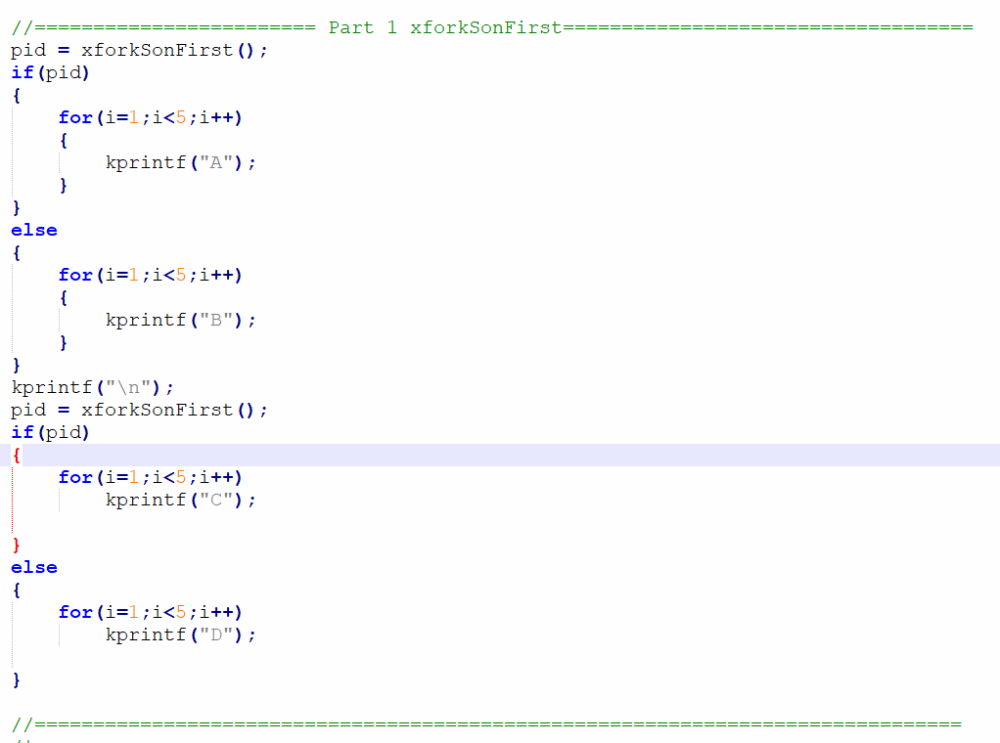 //======================== Part 1 xforkSonFirst===================================
pid = xforkSonFirst();
if(pid)
{
    for(i=1;i<5;i++)
    {
        kprintf("A");
    }
}
else
{
    for(i=1;i<5;i++)
    {
        kprintf("B");
    }
}
kprintf("\n");
pid = xforkSonFirst();
if(pid)
{
    for(i=1;i<5;i++)
        kprintf("C");

}
else
{
    for(i=1;i<5;i++)
        kprintf("D");

}

//===============================================================================